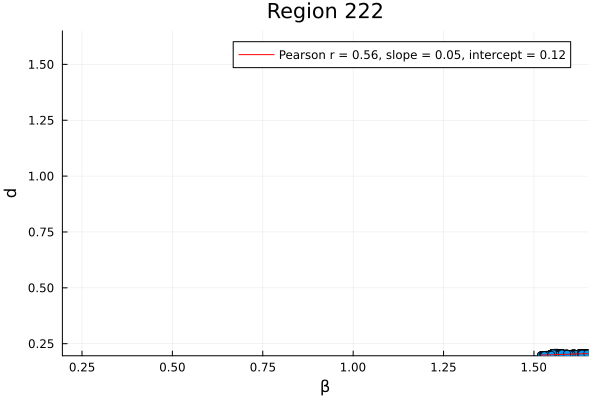 Region 222
Pearson r = 0.56, slope = 0.05, intercept = 0.12
d
1.50
1.25
1.00
0.75
0.50
0.25
0.25 0.50 0.75 1.00 1.25 1.50
β